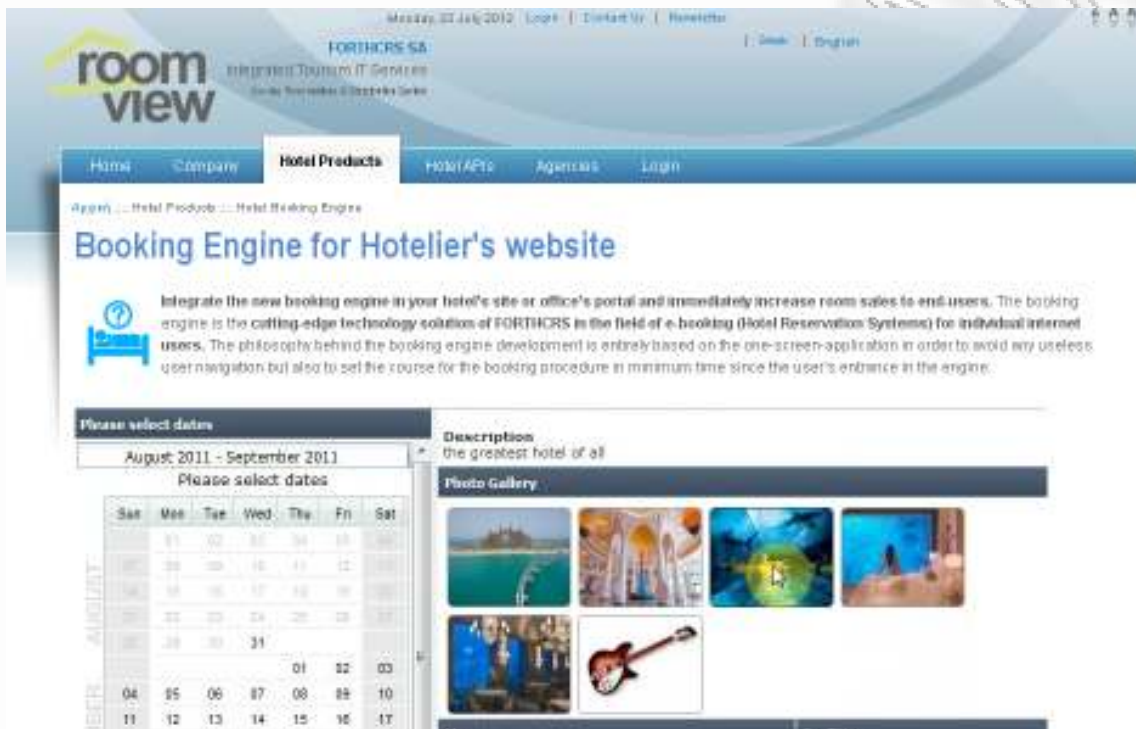 Monday, 23 July 2012 Login | Contact Us | Newsletter
FORTHCRS SA
| English
room
view
Integrated Tourism IT Services
Home Company Hotel Products Hotel APIs Agencies Login
:: Hotel Products :: Hotel Booking Engine
Booking Engine for Hotelier's website
Integrate the new booking engine in your hotel's site or office's portal and immediately increase room sales to end-users. The booking
engine is the cutting-edge technology solution of FORTHCRS in the field of e-booking (Hotel Reservation Systems) for individual internet
users. The philosophy behind the booking engine development is entirely based on the one-screen-application in order to avoid any useless
user navigation but also to set the course for the booking procedure in minimum time since the user's entrance in the engine.
Please select dates
Description
the greatest hotel of all
August 2011 - September 2011
Please select dates
Photo Gallery
Sun Mon Tue Wed Thu Fri Sat
AUGUST
31
01 02 03
04 05 06 07 08 09 10
11 12 13 14 15 16 17